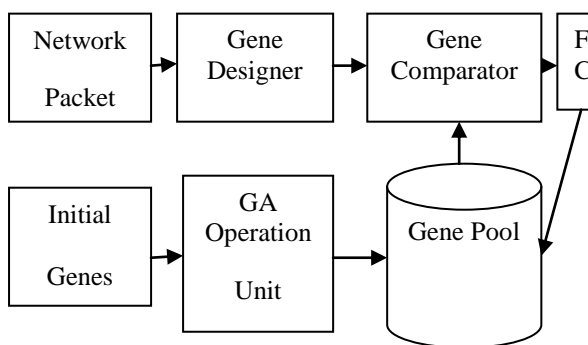 Network
Packet
Gene
Designer
Gene
Comparator
Initial
Genes
GA
Operation
Unit
Gene Pool